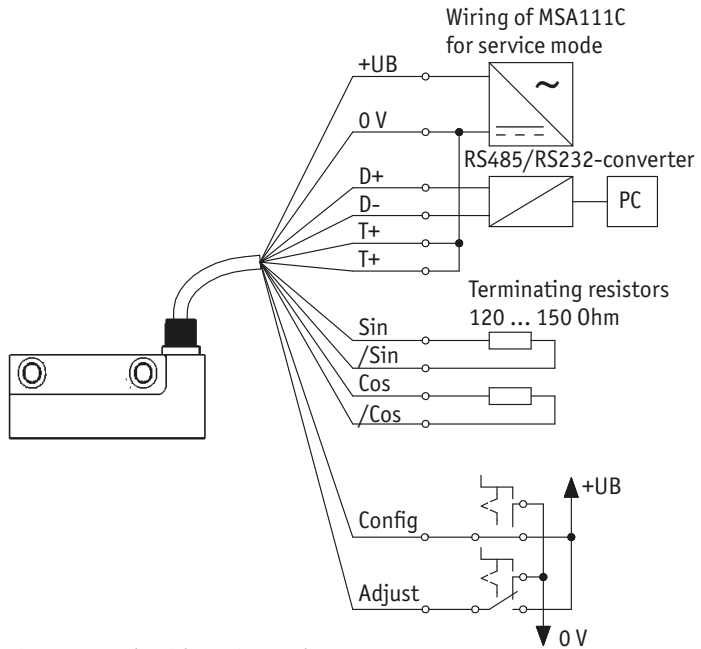 Wiring of MSA111C
for service mode
+UB
~
0 V
RS485/RS232-converter
D+
D-
PC
T+
T+
Terminating resistors
120 ... 150 Ohm
Sin
/Sin
Cos
/Cos
+UB
Config
Adjust
0 V